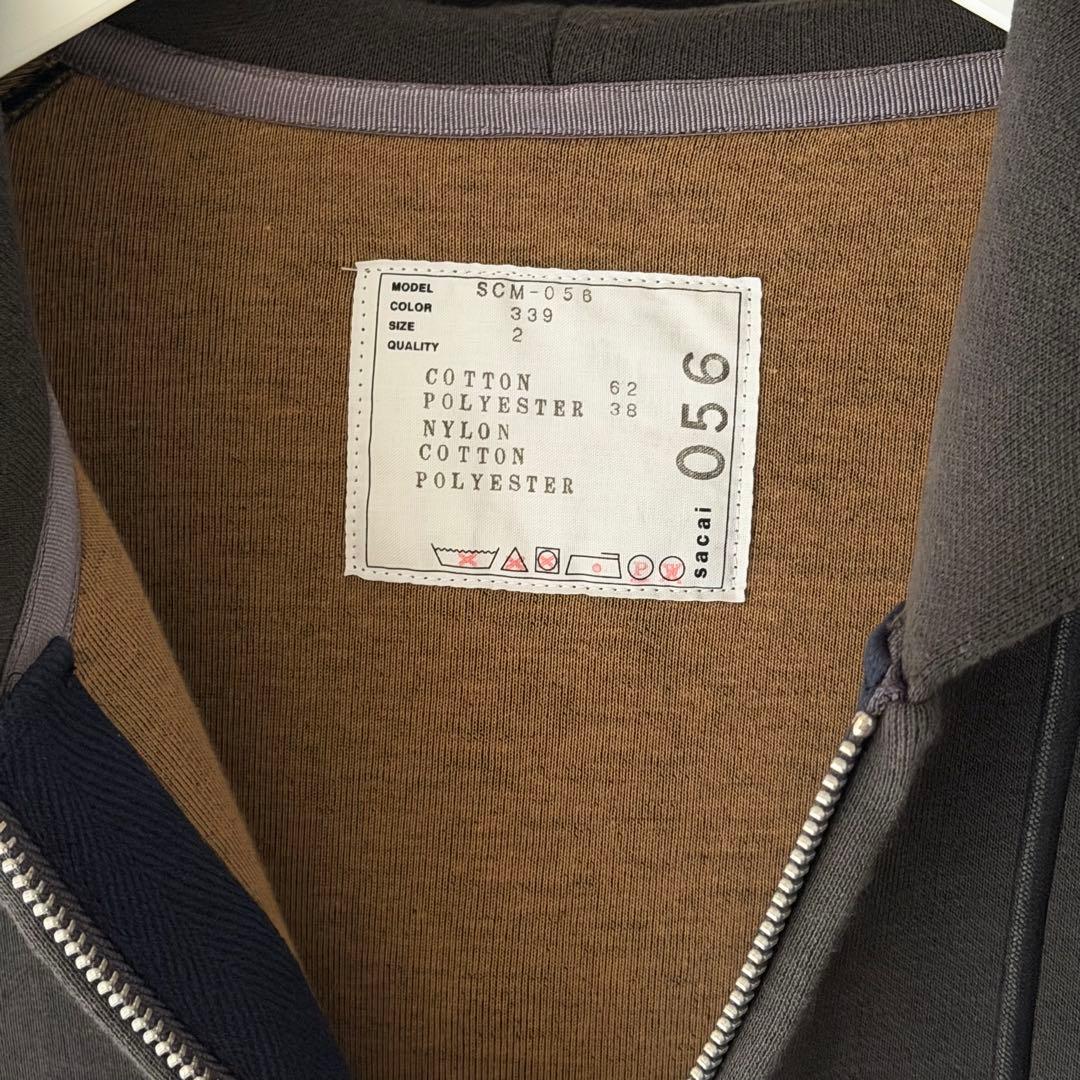 MODEL SCM-056
COLOR 339
SIZE 2
QUALITY
COTTON 62
POLYESTER 38
NYLON
COTTON
POLYESTER
P W
sacai 056